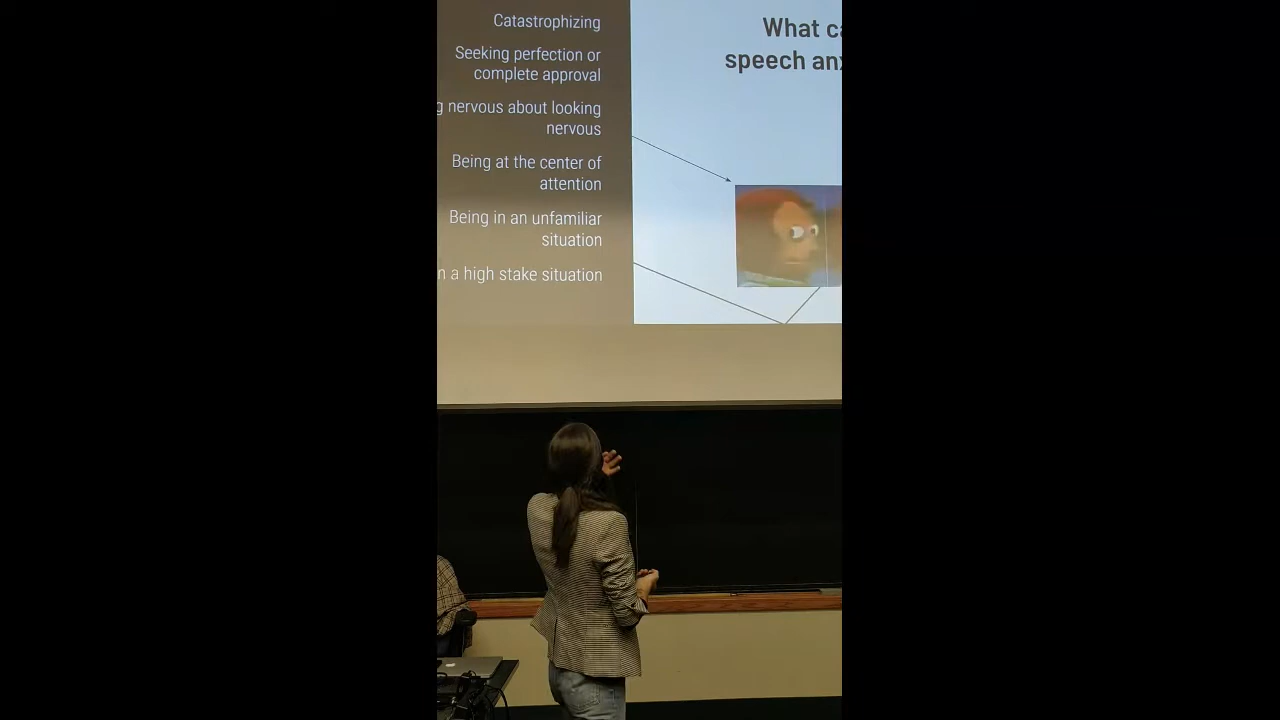 Catastrophizing
Seeking perfection or
complete approval
nervous about looking
nervous
Being at the center of
attention
Being in an unfamiliar
situation
a high stake situation
What
speech